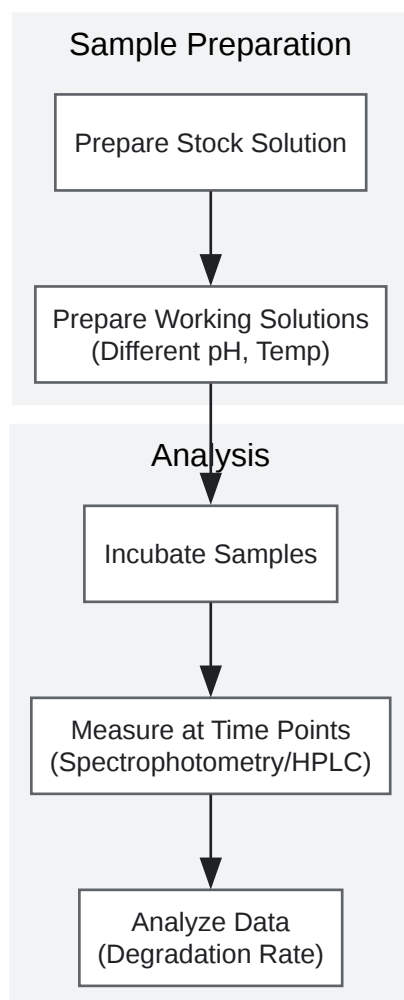 Sample Preparation
Prepare Stock Solution
Prepare Working Solutions
(Different pH, Temp)
Analysis
Incubate Samples
Measure at Time Points
(Spectrophotometry/HPLC)
Analyze Data
(Degradation Rate)